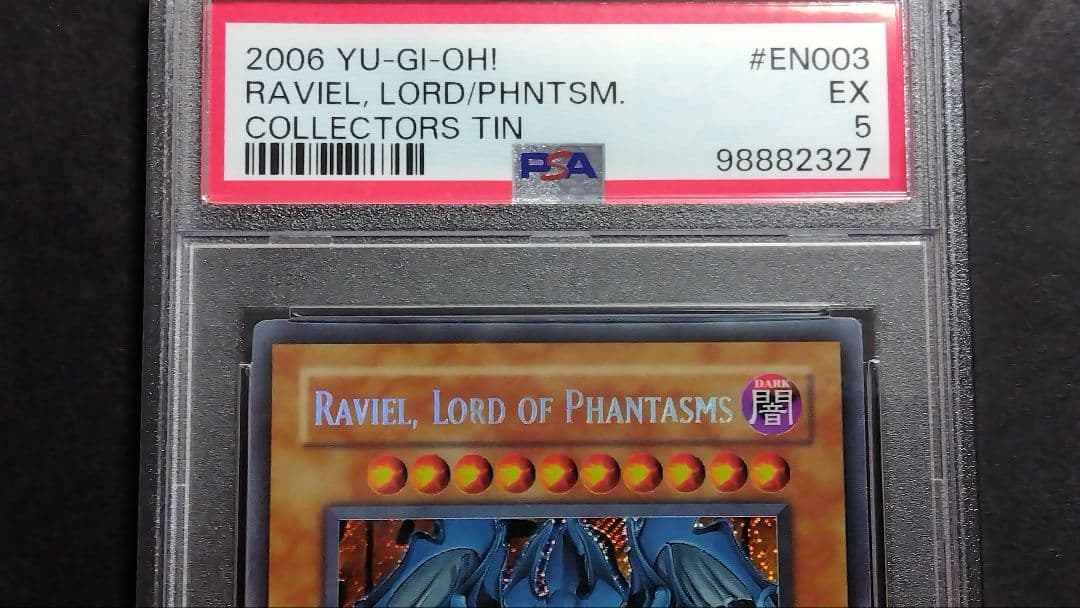 2006 YU-GI-OH! #EN003
RAVIEL, LORD/PHNTSM. EX
COLLECTORS TIN 5
PSA 98882327
RAVIEL, LORD OF PHANTASMS
DARK
闇